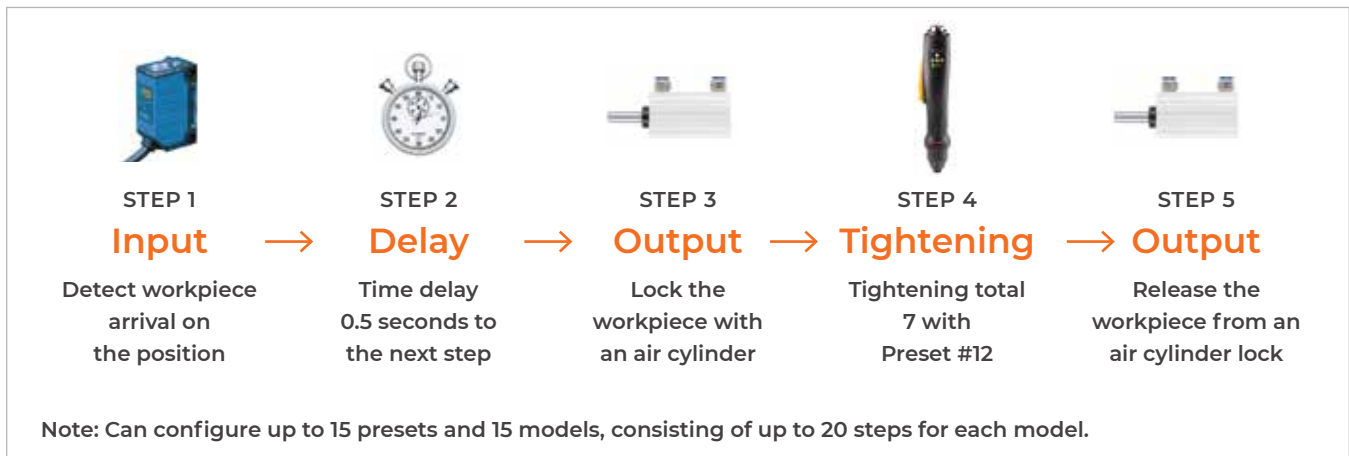 STEP 1
Input
Detect workpiece
arrival on
the position
STEP 2
Delay
Time delay
0.5 seconds to
the next step
STEP 3
Output
Lock the
workpiece with
an air cylinder
STEP 4
Tightening
Tightening total
7 with
Preset #12
STEP 5
Output
Release the
workpiece from an
air cylinder lock
Note: Can configure up to 15 presets and 15 models, consisting of up to 20 steps for each model.